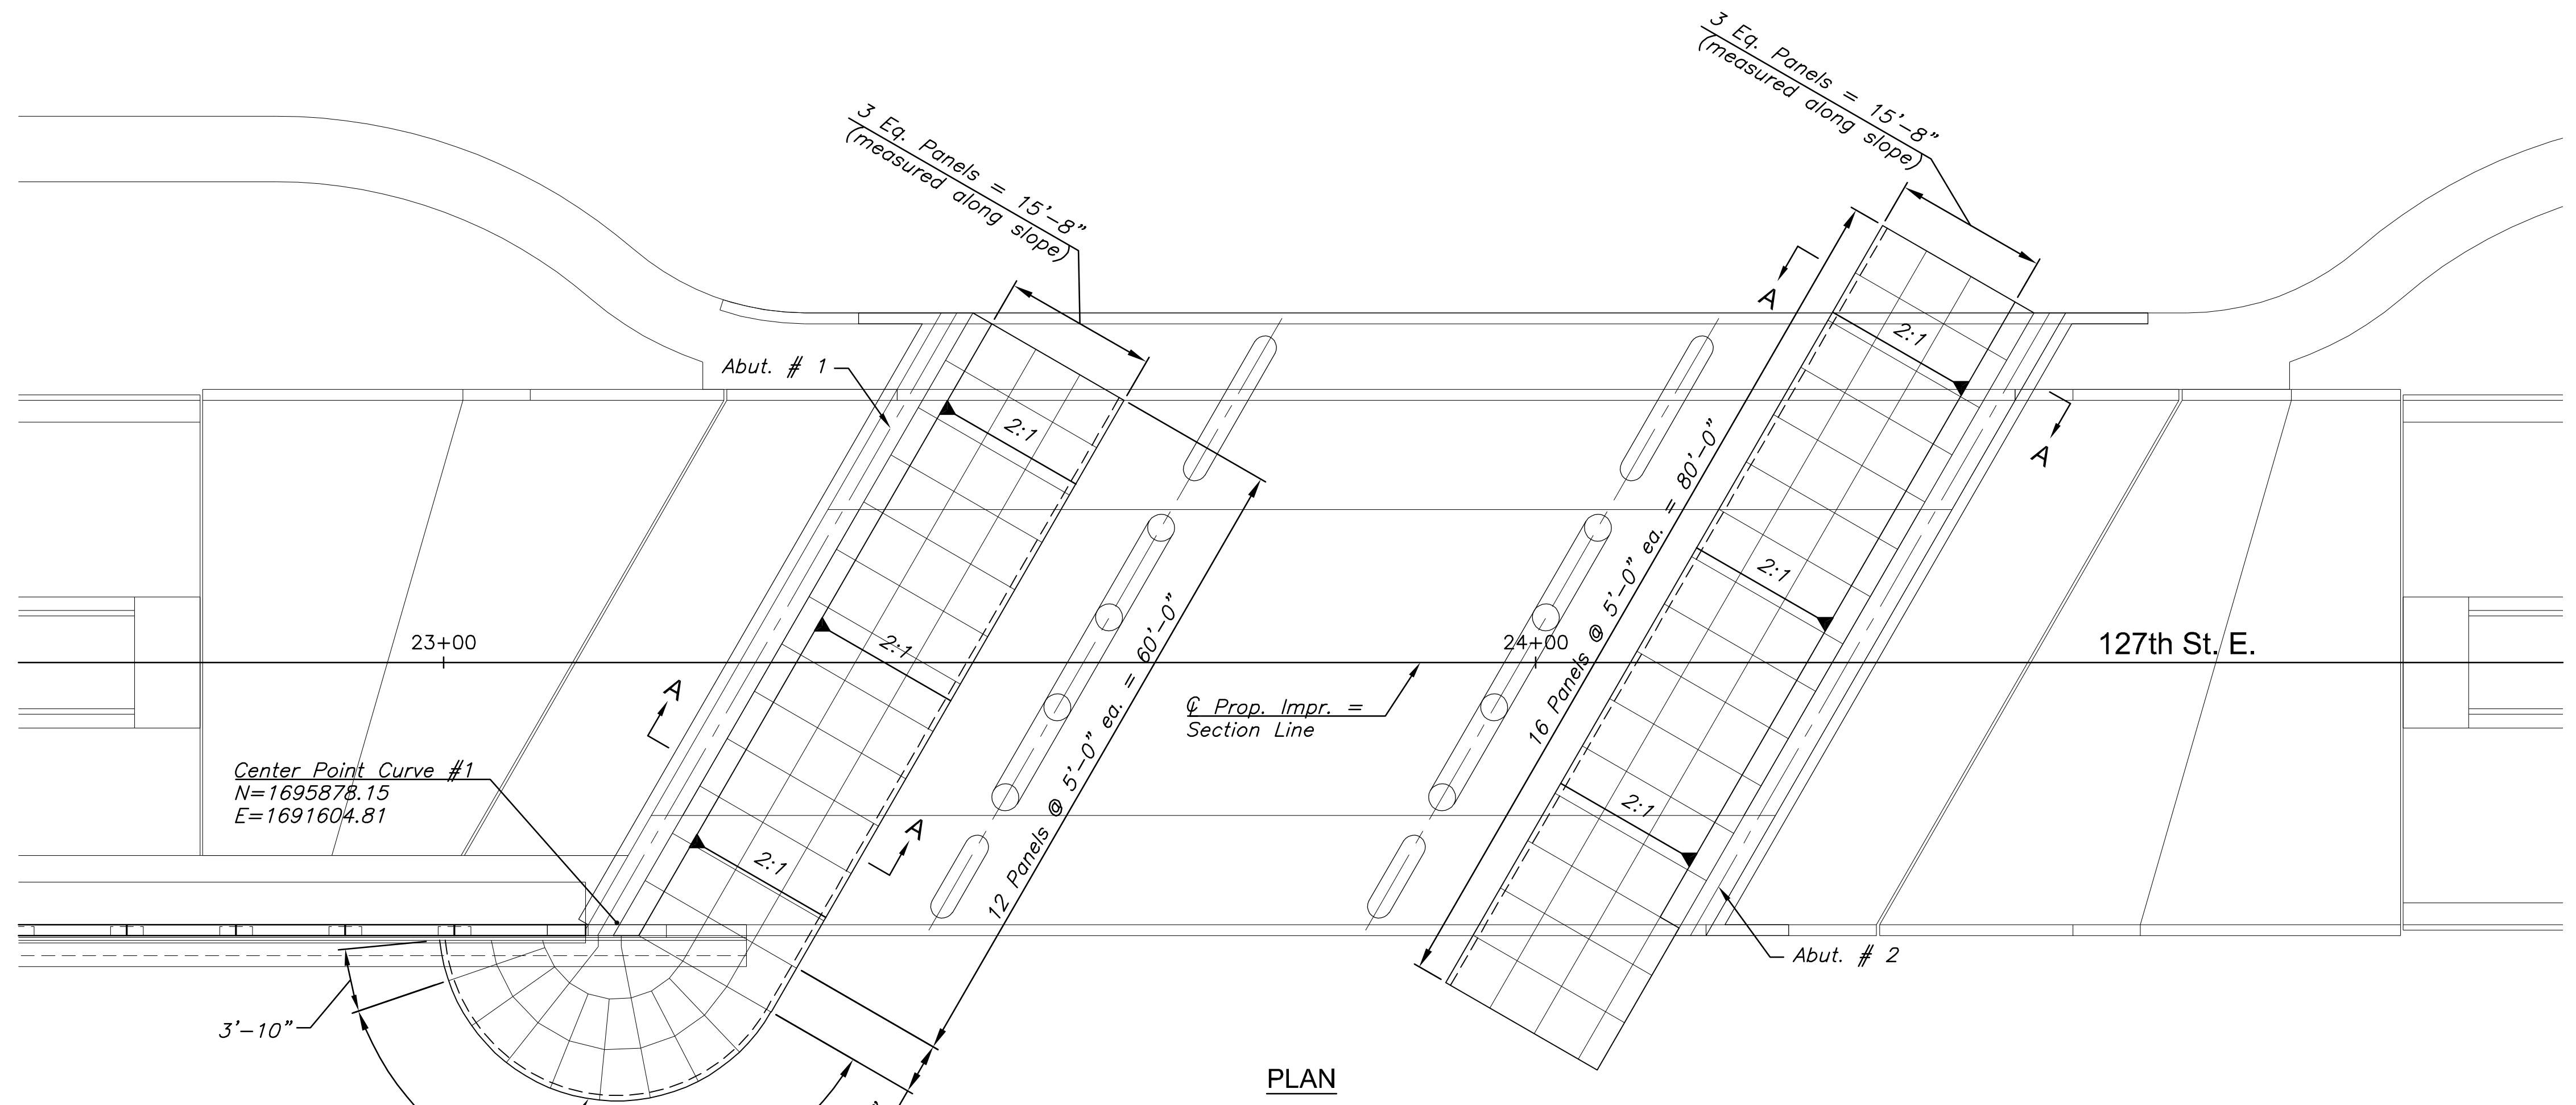 3 Eq. Panels = 15'-8"
(measured along slope)
3 Eq. Panels = 15'-8"
(measured along slope)
A
2:1
Abut. # 1
2:1
A
2:1
16 Panels @ 5'-0" ea. = 80'-0"
2:1
23+00
24+00
127th St. E.
2:1
A
℄ Prop. Impr. =
Section Line
12 Panels @ 5'-0" ea. = 60'-0"
Center Point Curve #1
N=1695878.15
E=1691604.81
2:1
A
2:1
Abut. # 2
3'-10"
PLAN